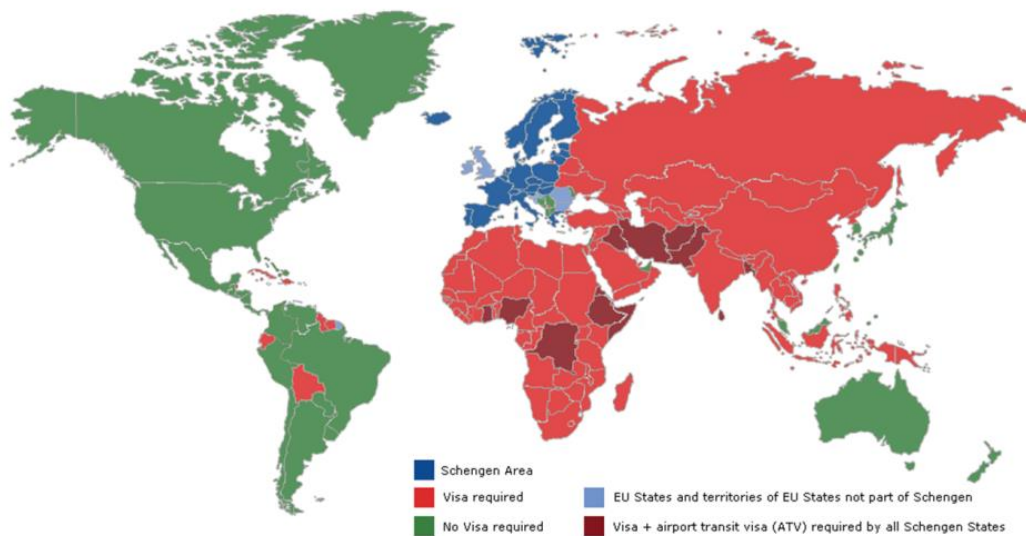 Schengen Area
Visa required
EU States and territories of EU States not part of Schengen
No Visa required
Visa + airport transit visa (ATV) required by all Schengen States